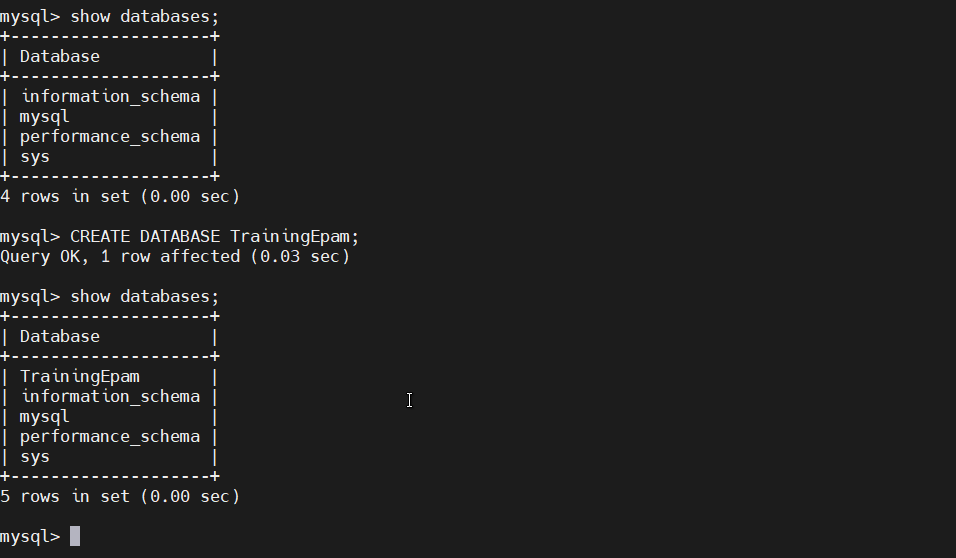 mysql> show databases;
+--------------------+
| Database           |
+--------------------+
| information_schema |
| mysql              |
| performance_schema |
| sys                |
+--------------------+
4 rows in set (0.00 sec)

mysql> CREATE DATABASE TrainingEpam;
Query OK, 1 row affected (0.03 sec)

mysql> show databases;
+--------------------+
| Database           |
+--------------------+
| TrainingEpam       |
| information_schema |
| mysql              |
| performance_schema |
| sys                |
+--------------------+
5 rows in set (0.00 sec)

mysql>